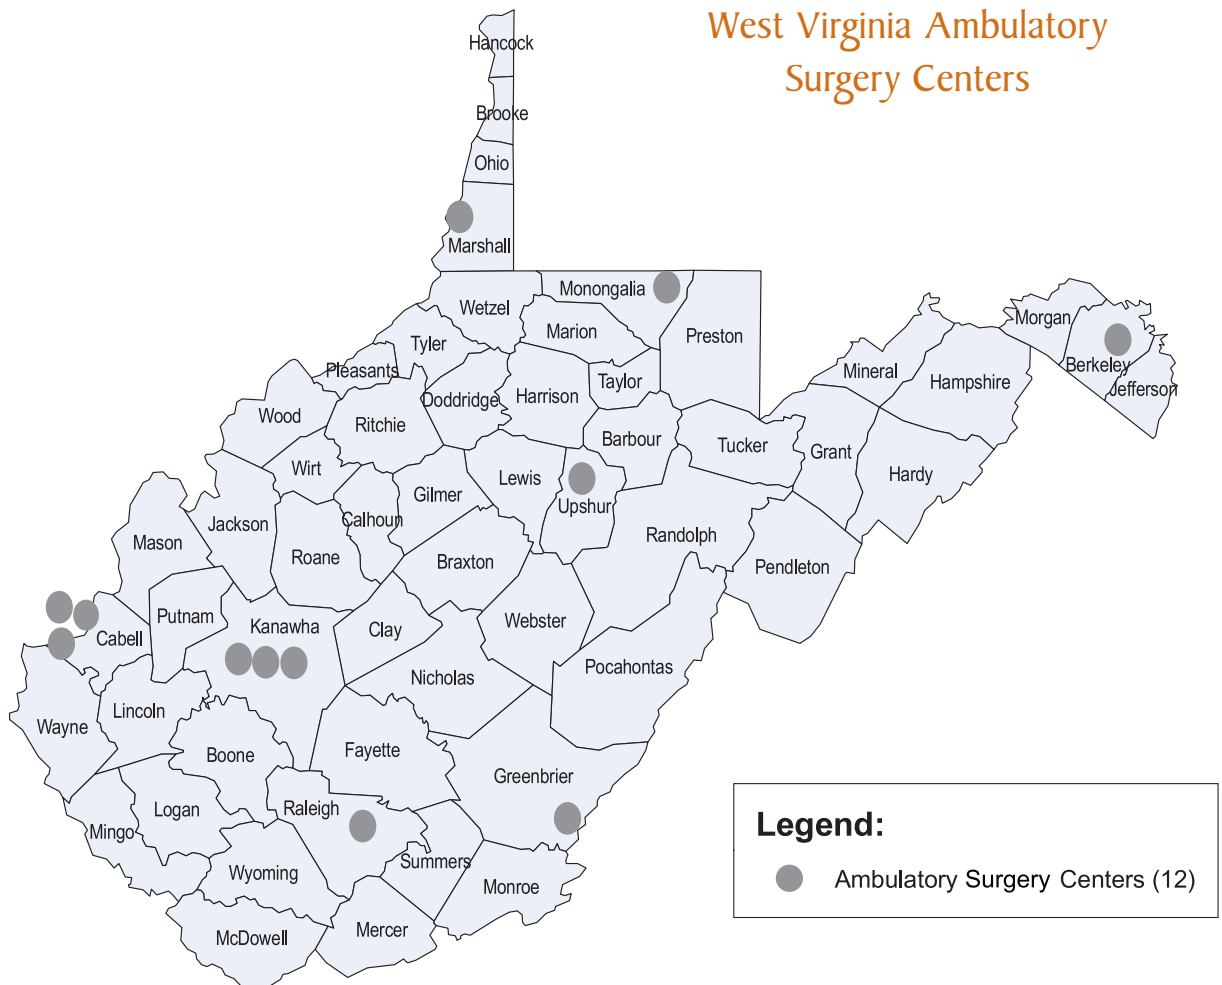 West Virginia Ambulatory
Surgery Centers
Hancock
Brooke
Ohio
Marshall
Wetzel
Monongalia
Marion
Preston
Tyler
Pleasants
Doddridge
Harrison
Taylor
Wood
Ritchie
Barbour
Tucker
Mineral
Hampshire
Morgan
Berkeley
Jefferson
Grant
Hardy
Wirt
Lewis
Gilmer
Upshur
Calhoun
Jackson
Roane
Mason
Braxton
Randolph
Pendleton
Putnam
Kanawha
Clay
Webster
Cabell
Nicholas
Pocahontas
Wayne
Lincoln
Boone
Fayette
Greenbrier
Logan
Raleigh
Mingo
Wyoming
Summers
Monroe
McDowell
Mercer
Legend:
Ambulatory Surgery Centers (12)